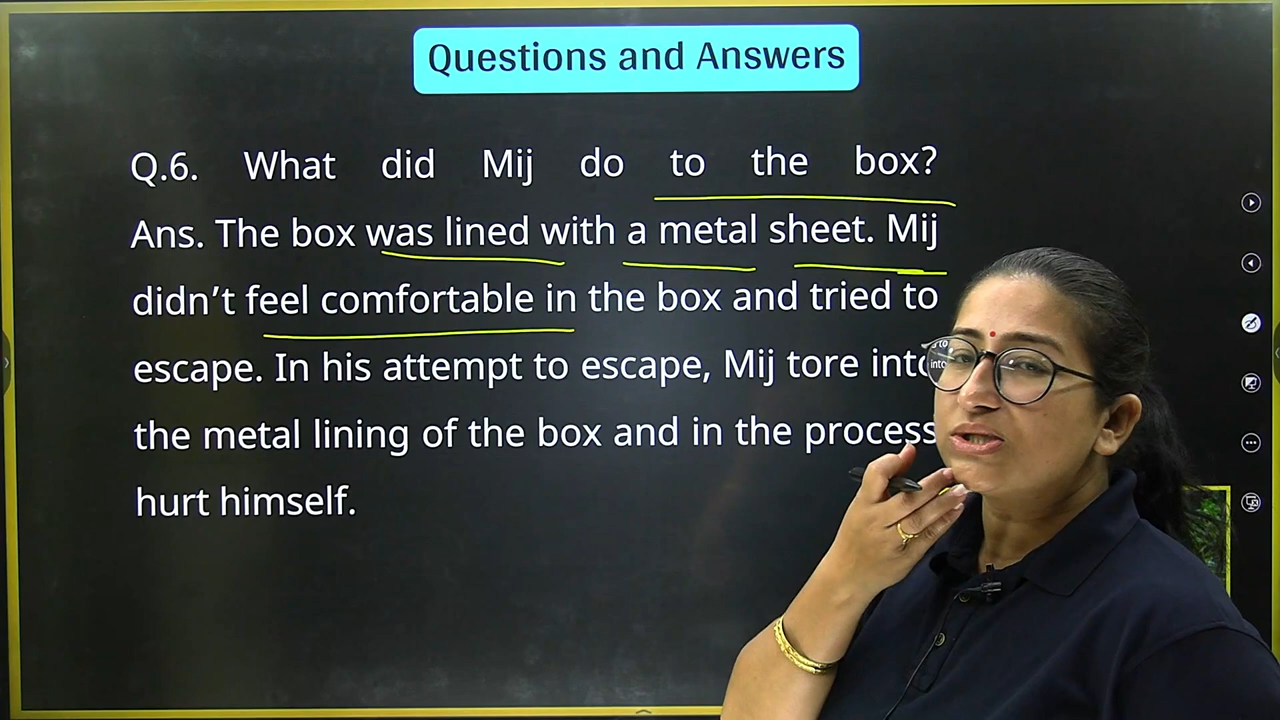 Questions and Answers
Q.6. What did Mij do to the box?
Ans. The box was lined with a metal sheet. Mij
didn't feel comfortable in the box and tried to
escape. In his attempt to escape, Mij tore into
the metal lining of the box and in the process
hurt himself.